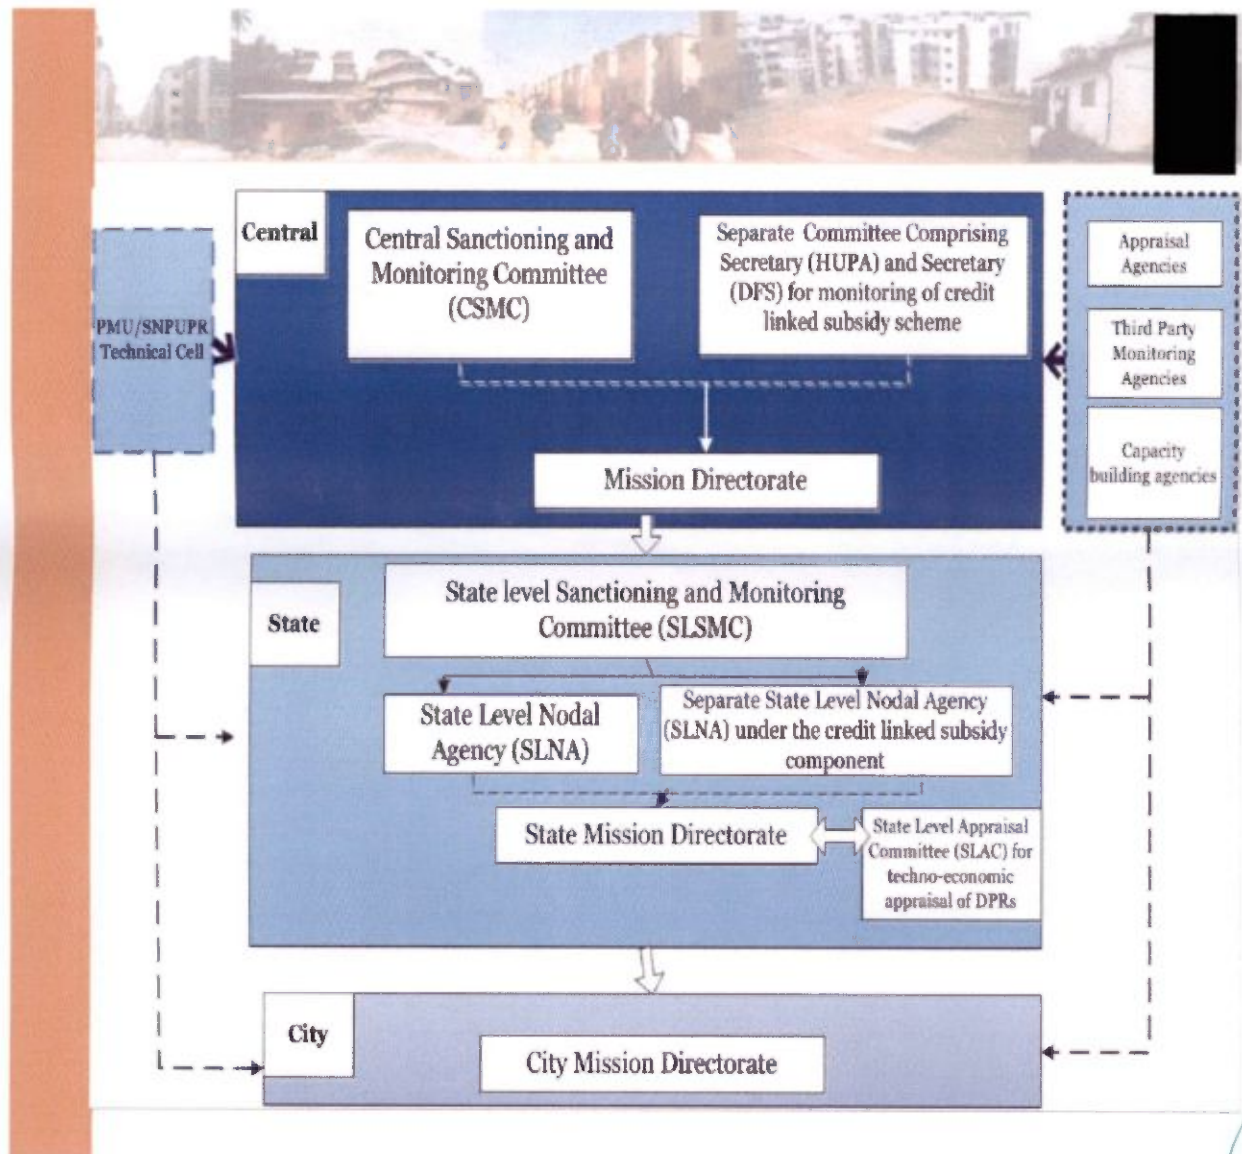 Central
Central Sanctioning and
Monitoring Committee
(CSMC)
Separate Committee Comprising
Secretary (HUPA) and Secretary
(DFS) for monitoring of credit
linked subsidy scheme
Appraisal
Agencies
Third Party
Monitoring
Agencies
Capacity
building agencies
PMU/SNPUPR
Technical Cell
Mission Directorate
State
State level Sanctioning and Monitoring
Committee (SLSMC)
State Level Nodal
Agency (SLNA)
Separate State Level Nodal Agency
(SLNA) under the credit linked subsidy
component
State Mission Directorate
State Level Appraisal
Committee (SLAC) for
techno-economic
appraisal of DPRs
City
City Mission Directorate